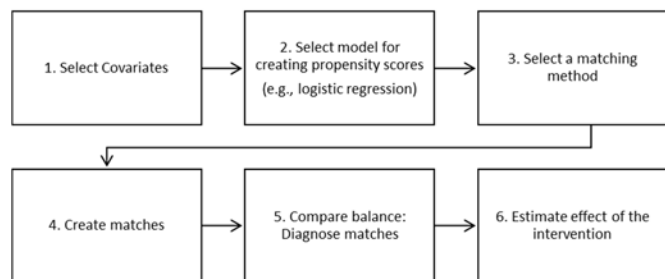 1. Select Covariates
2. Select model for
creating propensity scores
(e.g., logistic regression)
3. Select a matching
method
4. Create matches
5. Compare balance:
Diagnose matches
6. Estimate effect of the
intervention